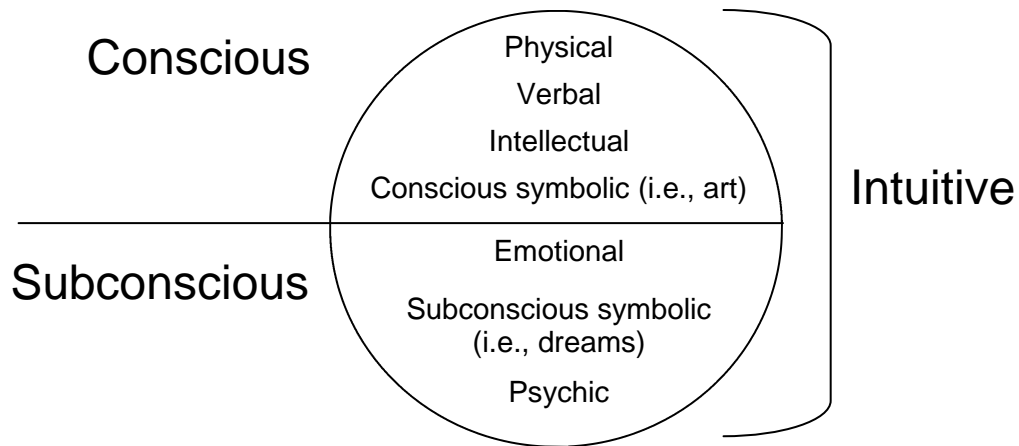 Conscious
Physical
Verbal
Intellectual
Conscious symbolic (i.e., art)
Intuitive
Subconscious
Emotional
Subconscious symbolic
(i.e., dreams)
Psychic